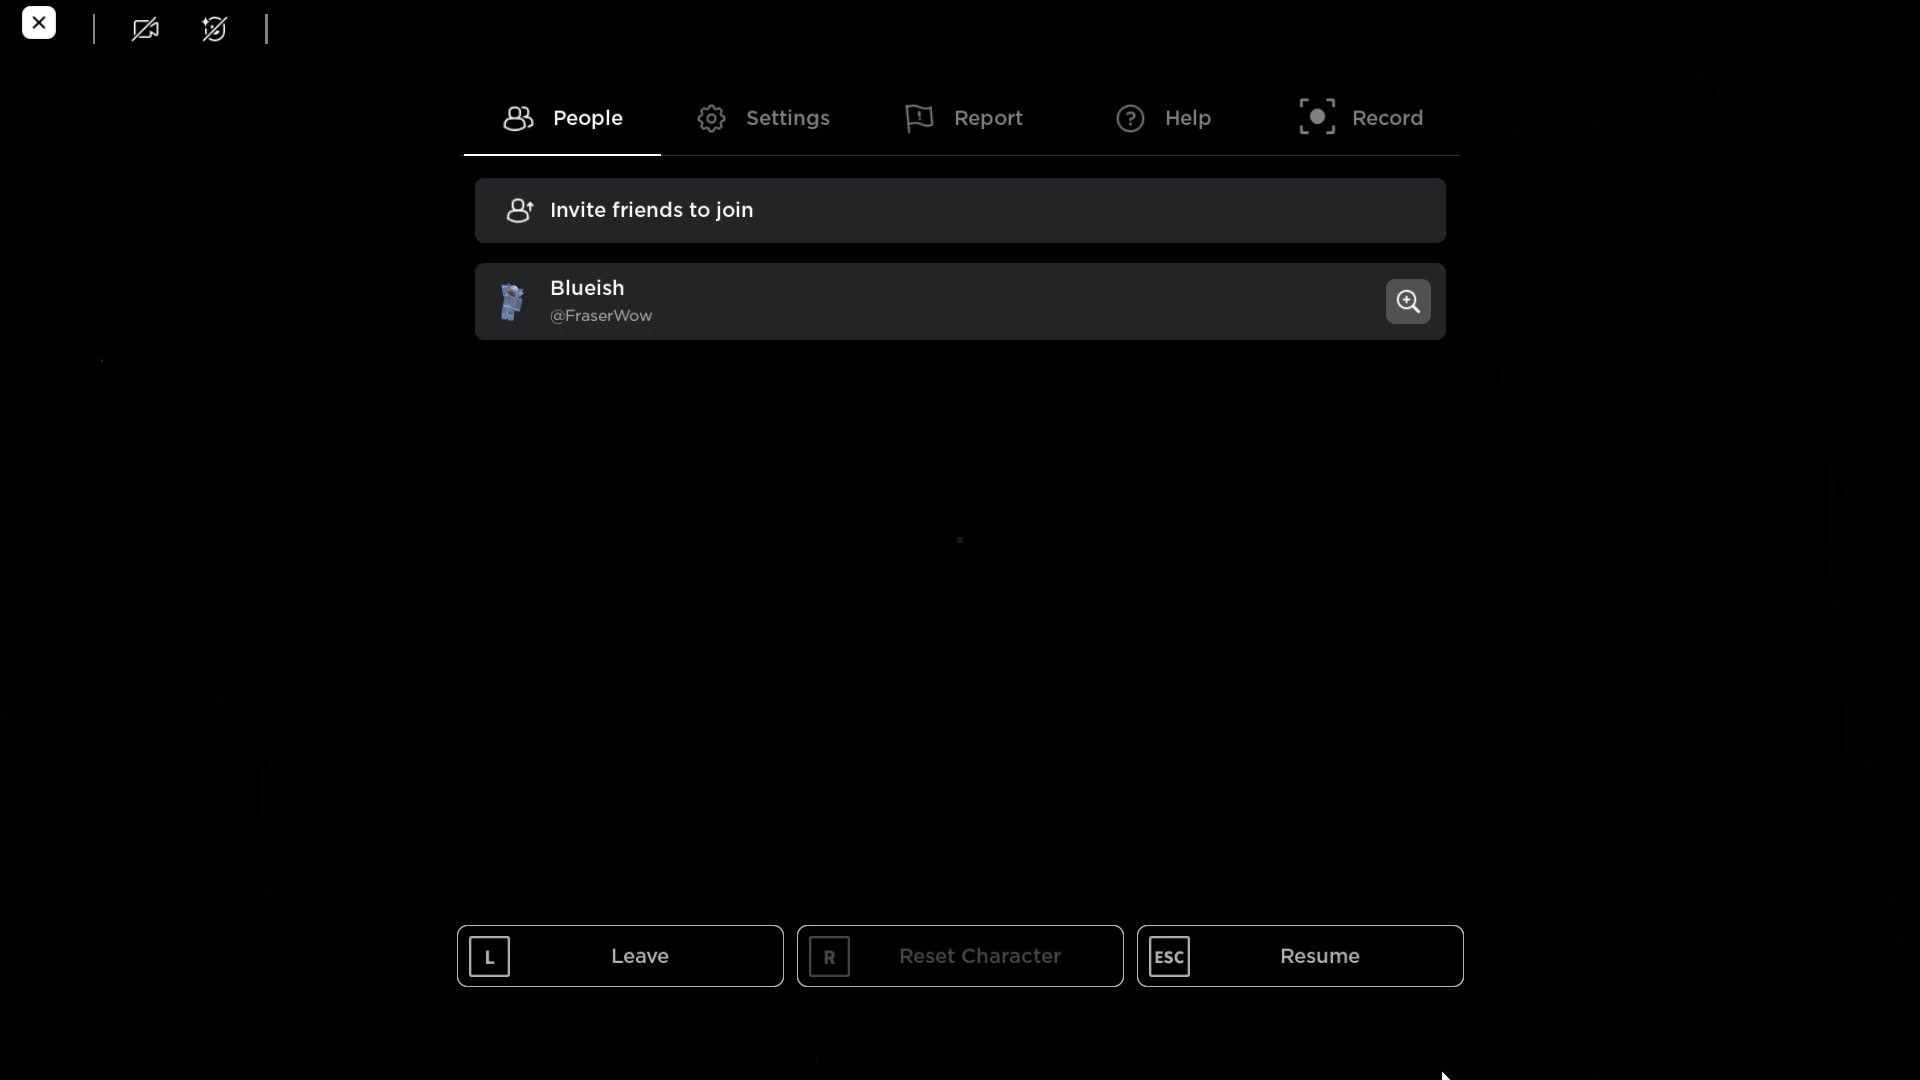 People
Settings
Report
Help
Record
Invite friends to join
Blueish
@FraserWow
L
Leave
R
Reset Character
ESC
Resume